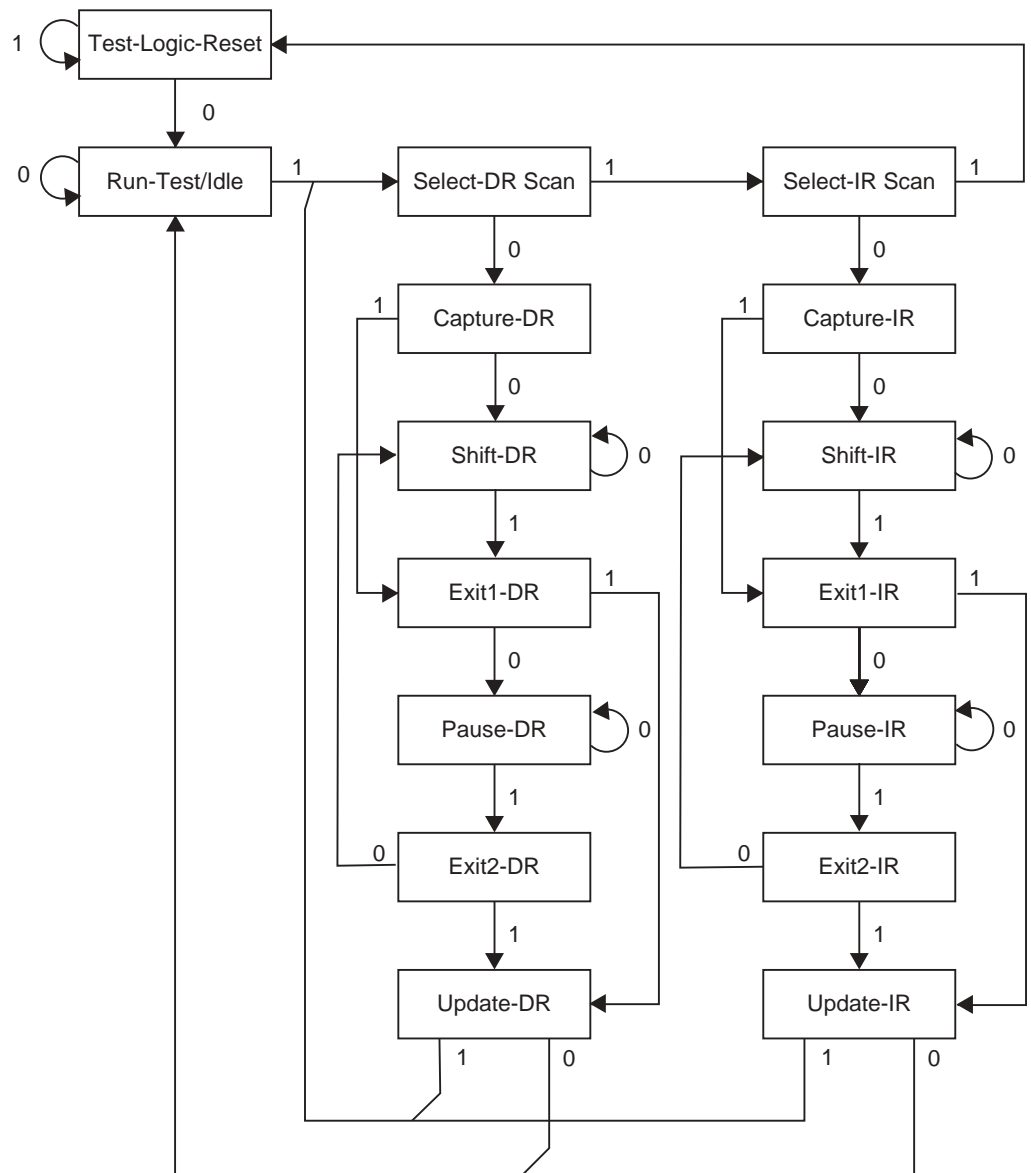 1
Test-Logic-Reset
0
0
Run-Test/Idle
1
Select-DR Scan
1
Select-IR Scan
1
0
0
1
Capture-DR
1
Capture-IR
0
0
Shift-DR
0
Shift-IR
0
1
1
Exit1-DR
1
Exit1-IR
1
0
0
Pause-DR
0
Pause-IR
0
1
1
0
Exit2-DR
0
Exit2-IR
1
1
Update-DR
Update-IR
1
0
1
0